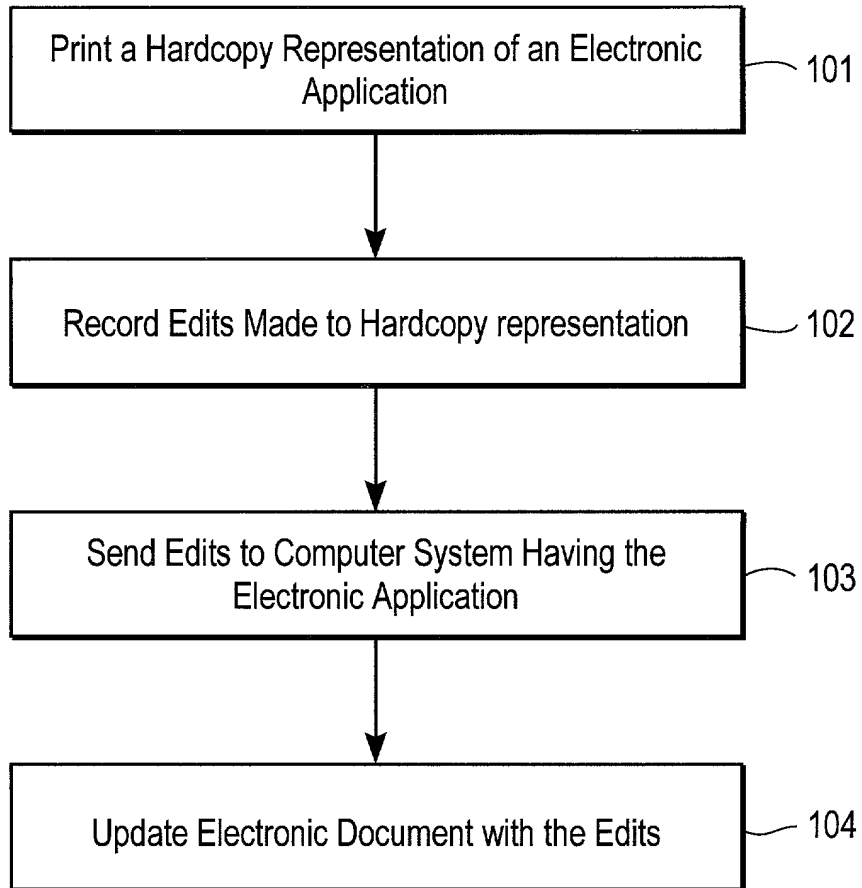 Print a Hardcopy Representation of an Electronic
Application
101
Record Edits Made to Hardcopy representation
102
Send Edits to Computer System Having the
Electronic Application
103
Update Electronic Document with the Edits
104